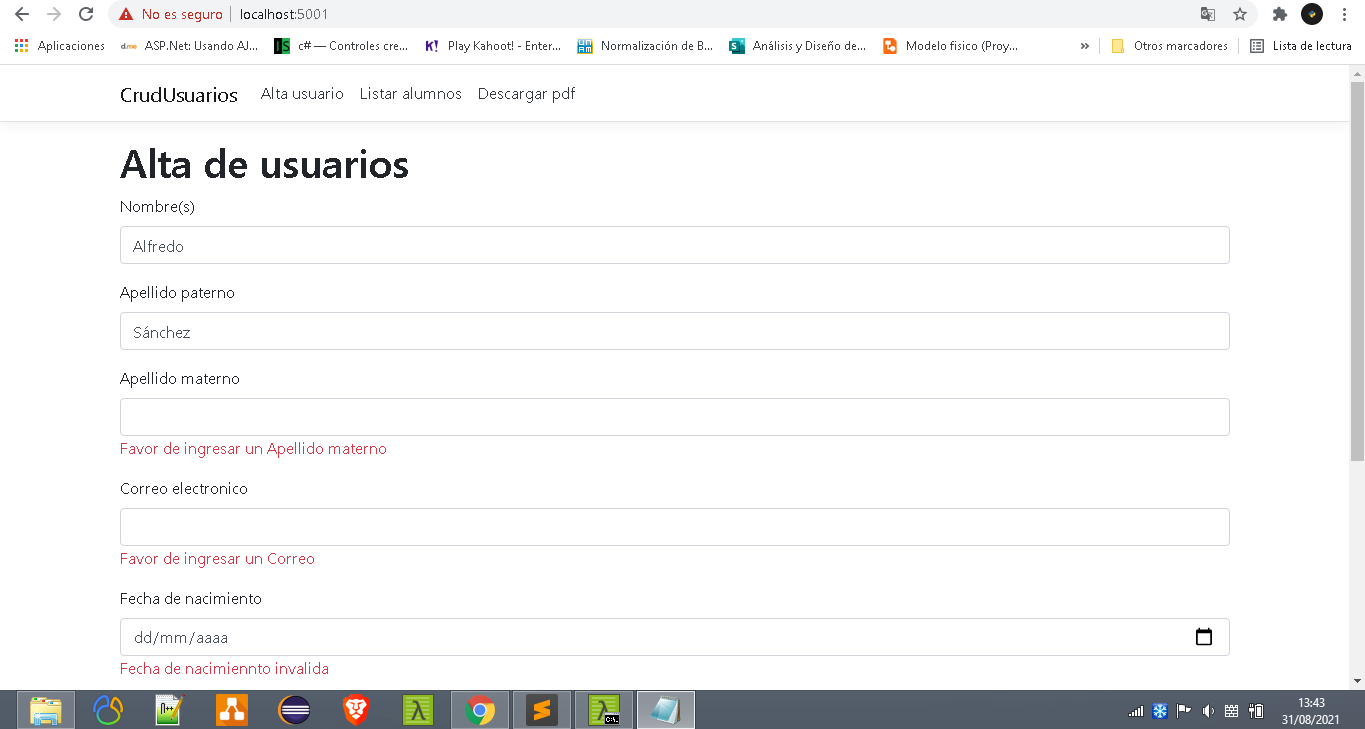 No es seguro localhost:5001
Aplicaciones ASP.Net: Usando AJ... c# — Controles cre... Play Kahoot! - Enter... Normalización de B... Análisis y Diseño de... Modelo fisico (Proy... » Otros marcadores Lista de lectura
CrudUsuarios Alta usuario Listar alumnos Descargar pdf
Alta de usuarios
Nombre(s)
Alfredo
Apellido paterno
Sánchez
Apellido materno
Favor de ingresar un Apellido materno
Correo electronico
Favor de ingresar un Correo
Fecha de nacimiento
dd/mm/aaaa
Fecha de nacimiennto invalida
13:43
31/08/2021